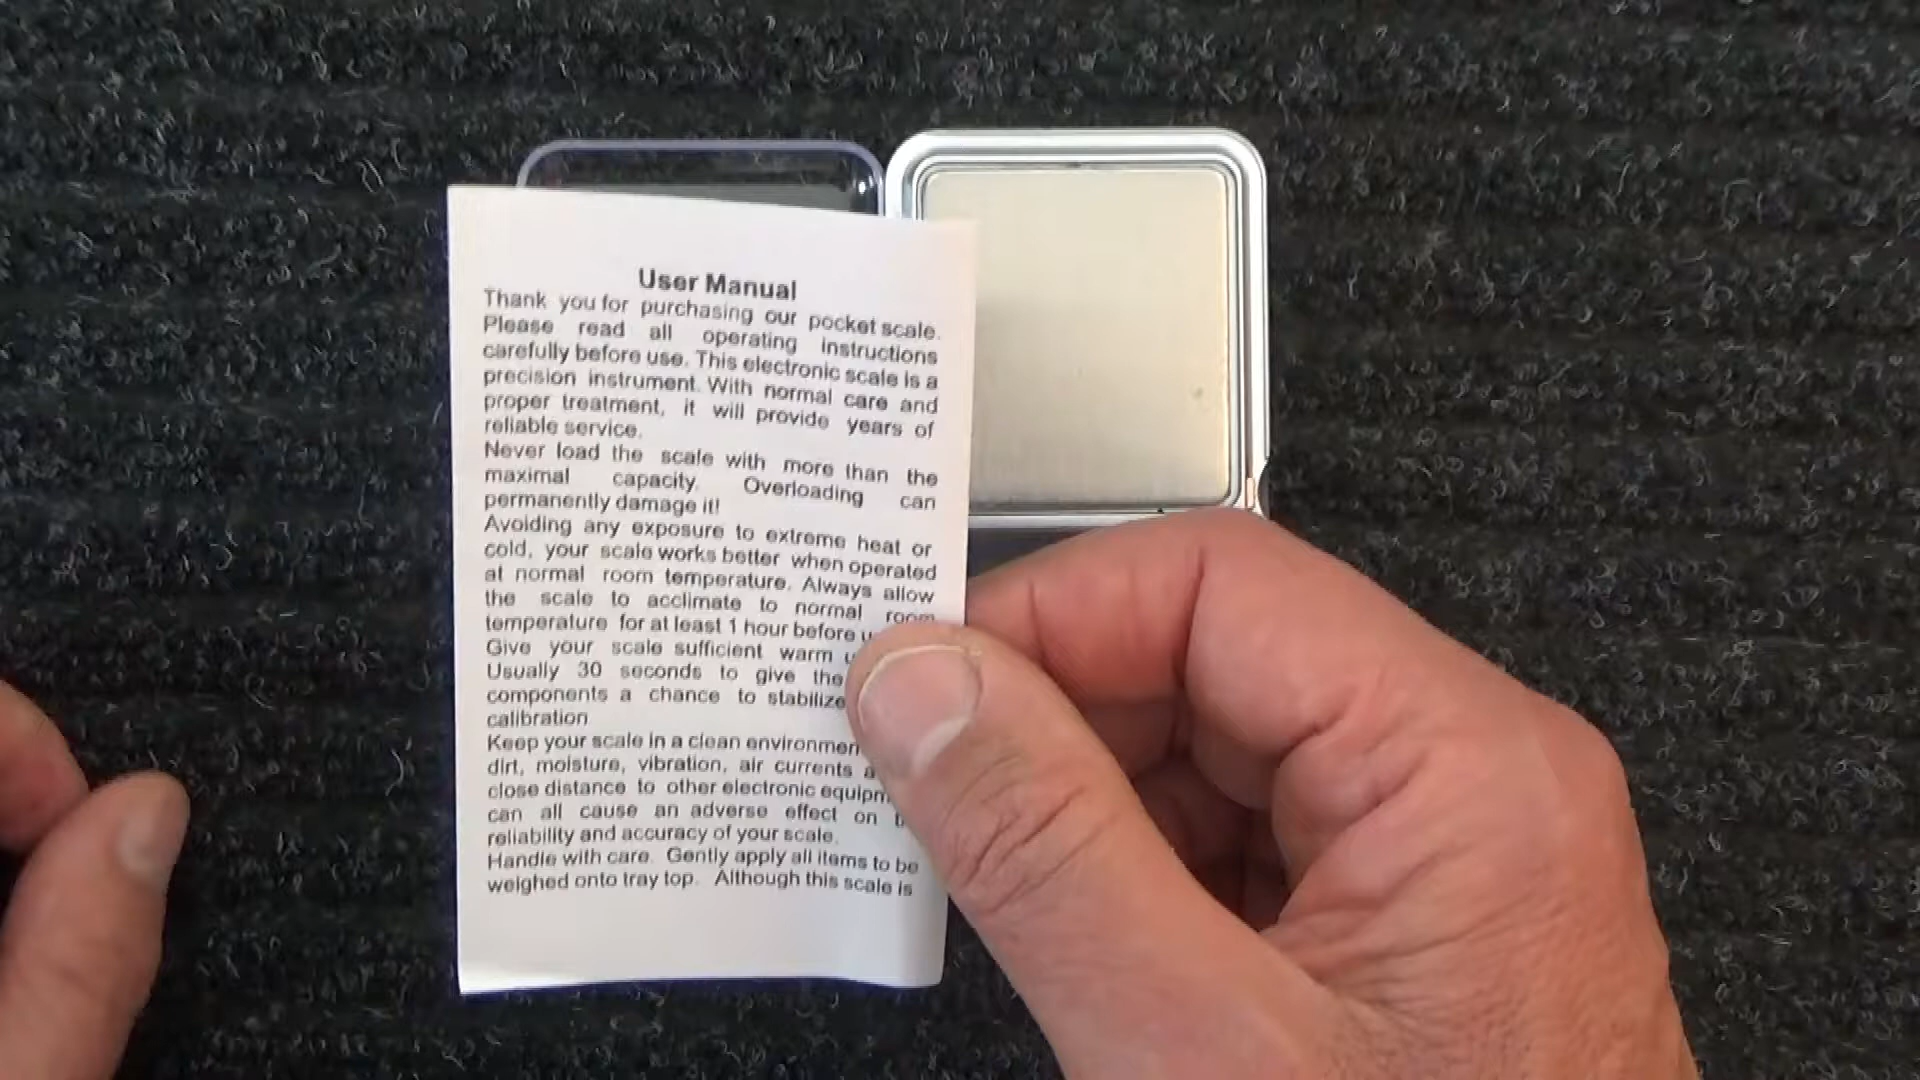 User Manual
Thank you for purchasing our pocket scale.
Please read all operating instructions
carefully before use. This electronic scale is a
precision instrument. With normal care and
proper treatment, it will provide years of
reliable service.
Never load the scale with more than the
maximal capacity. Overloading can
permanently damage it!
Avoiding any exposure to extreme heat or
cold, your scale works better when operated
at normal room temperature. Always allow
the scale to acclimate to normal room
temperature for at least 1 hour before
Give your scale sufficient warm
Usually 30 seconds to give the
components a chance to stabilize
calibration
Keep your scale in a clean
dirt, moisture, vibration, air currents
close distance to other electronic
can all cause an adverse effect on
reliability and accuracy of your scale.
Handle with care. Gently apply all items to be
weighed onto tray top. Although this scale is